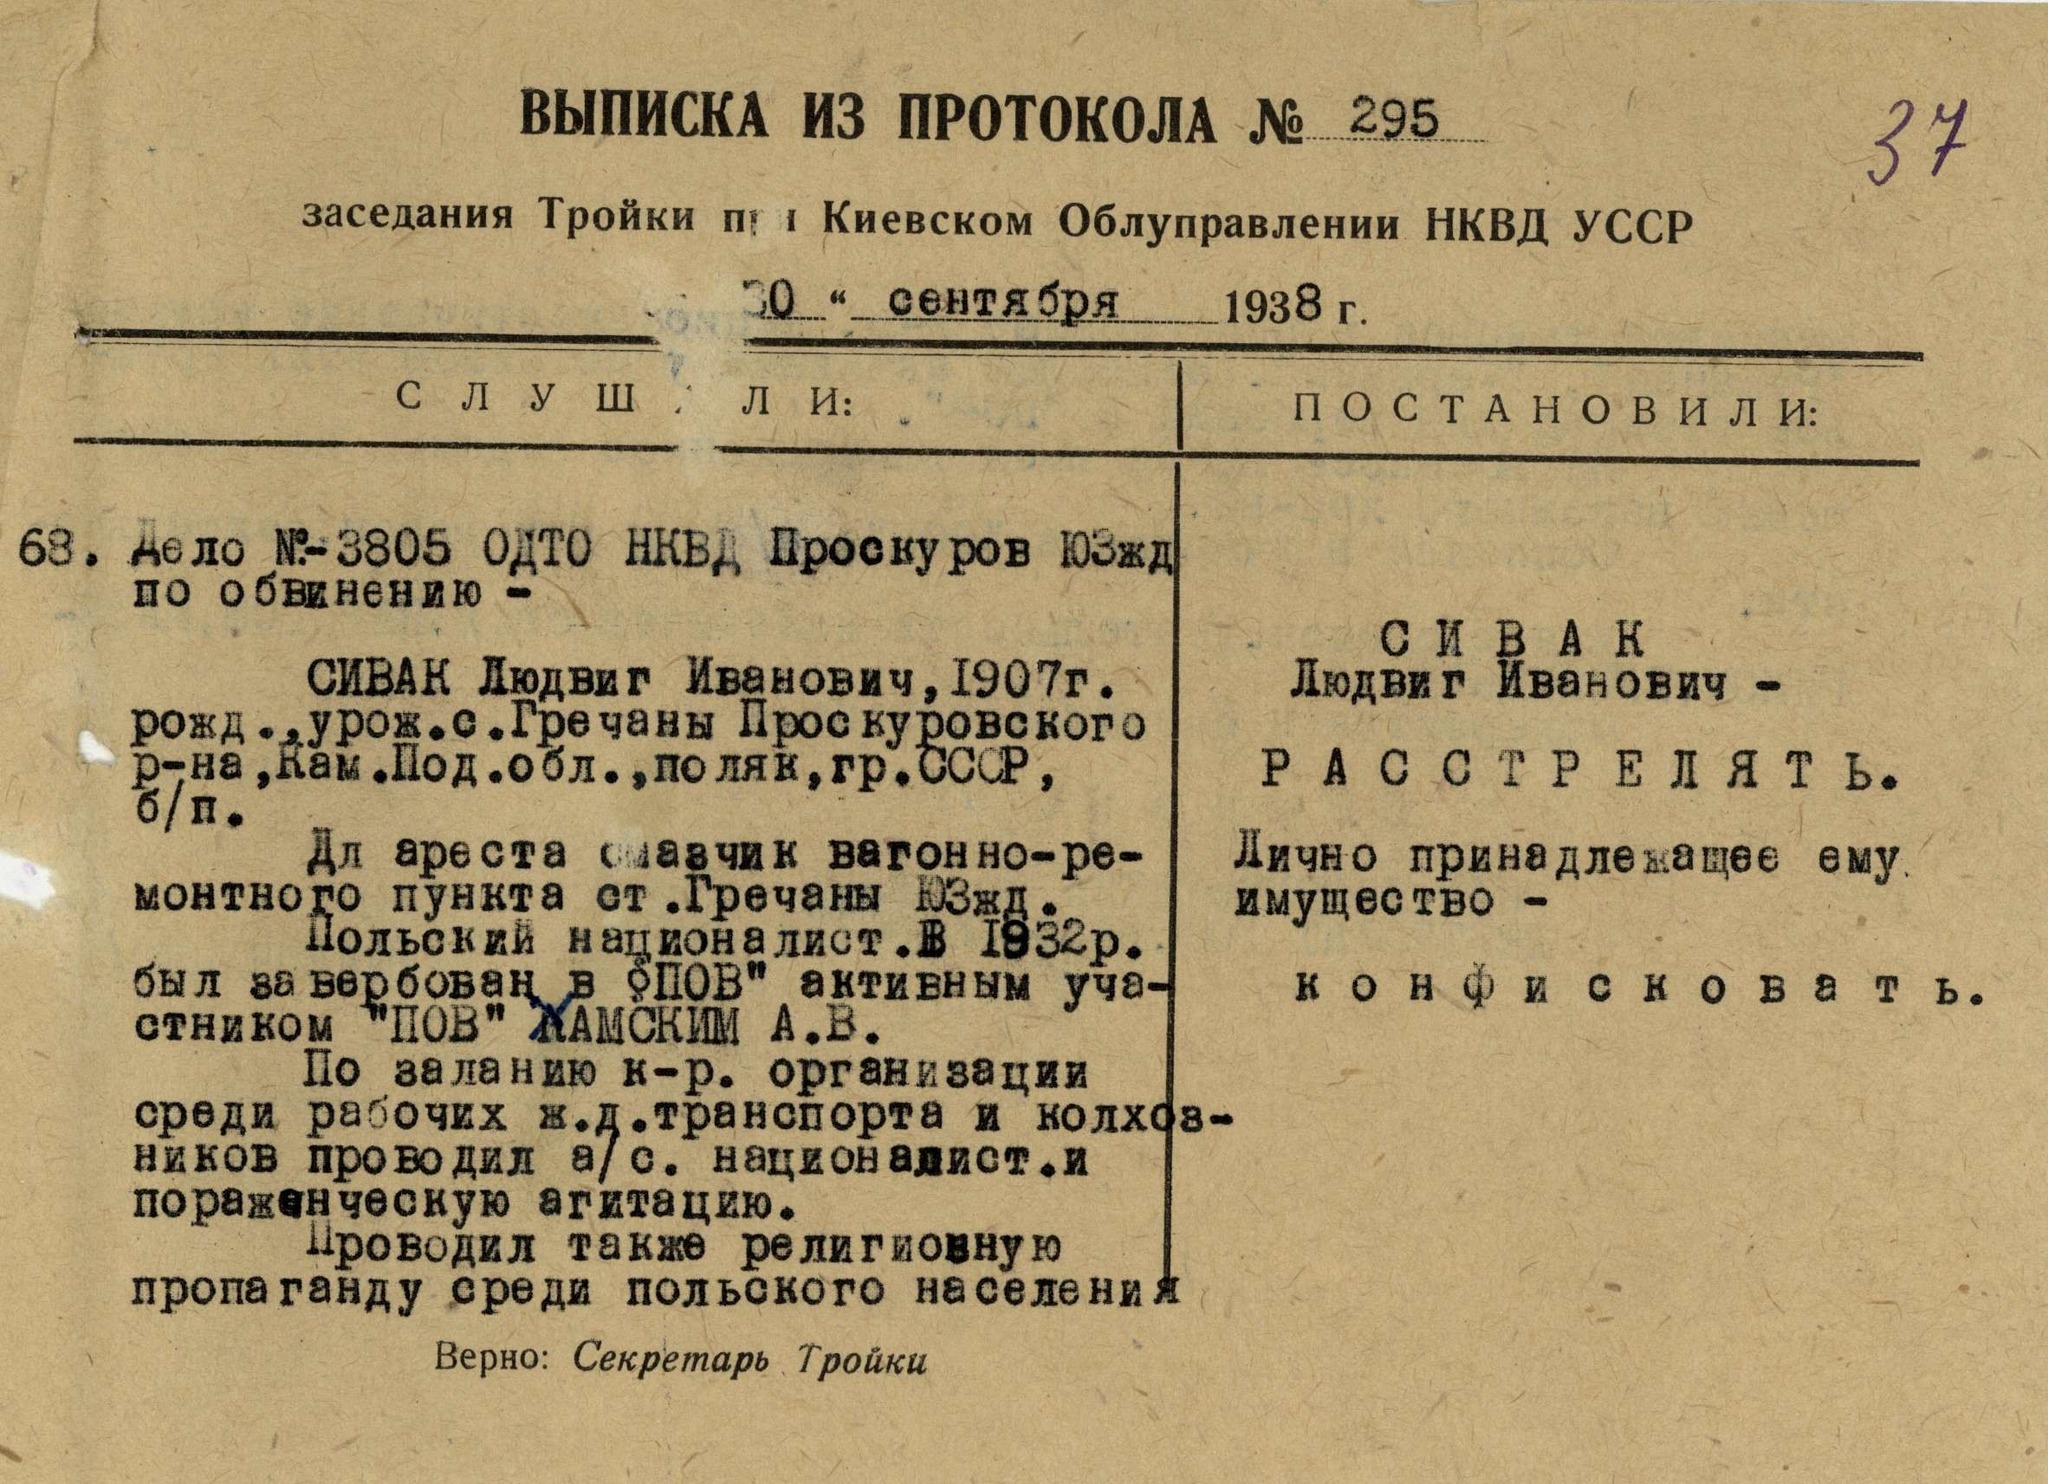 ВЫПИСКА ИЗ ПРОТОКОЛА № 295
37
заседания Тройки при Киевском Облуправлении НКВД УССР
30 " сентября 1938 г.
СЛУШАЛИ:
ПОСТАНОВИЛИ:
68. Дело №-3805 ОДТО НКВД Проскуров ЮЗжд
по обвинению -
СИВАК Людвиг Иванович, 1907г.
рожд.,урож.с.Гречаны Проскуровского
р-на,Кам.Под.обл.,поляк,гр.СССР,
б/п.
Дл ареста смазчик вагонно-ре-
монтного пункта ст.Гречаны ЮЗжд.
Польский националист.В 1932р.
был завербован в "ПОВ" активным уча-
стником "ПОВ" КАМСКИМ А.В.
По заланию к-р. организации
среди рабочих ж.д.транспорта и колхоз-
ников проводил а/с. националист.и
пораженческую агитацию.
Проводил также религиозную
пропаганду среди польского населения
СИВАК
Людвиг Иванович -
РАССТРЕЛЯТЬ.
Лично принадлежащее ему
имущество -
конфисковать.
Верно: Секретарь Тройки